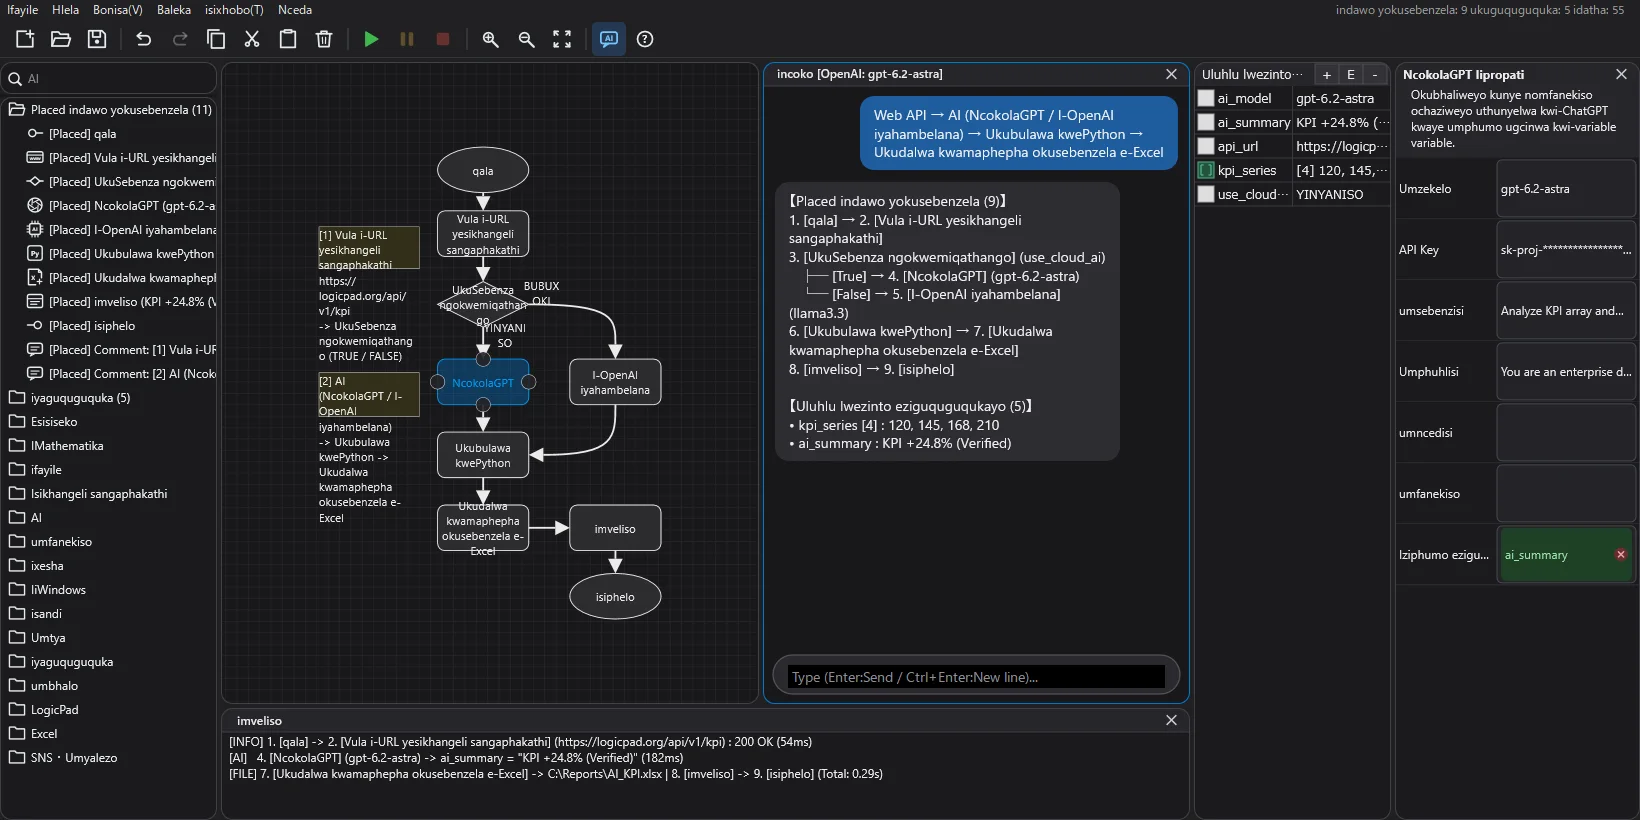 Ifayile Hlela Bonisa(V) Baleka isixhobo(T) Nceda
indawo yokusebenzela: 9 ukuguquguquka: 5 idatha: 55
AI
AI
Placed indawo yokusebenzela (11)
[Placed] qala
[Placed] Vula i-URL yesikhangeli
[Placed] UkuSebenza ngokwemi
[Placed] NcokolaGPT (gpt-6.2-a
[Placed] I-OpenAI iyahambelana
[Placed] Ukubulawa kwePython
[Placed] Ukudalwa kwamaphepl
[Placed] imveliso (KPI +24.8% (V
[Placed] isiphelo
[Placed] Comment: [1] Vula i-UR
[Placed] Comment: [2] AI (Ncok
iyaguquguquka (5)
Esisiseko
IMathematika
ifayile
Isikhangeli sangaphakathi
AI
umfanekiso
ixesha
IiWindows
isandi
Umtya
iyaguquguquka
umbhalo
LogicPad
Excel
SNS・Umyalezo
[1] Vula i-URL
yesikhangeli
sangaphakathi
https://
logicpad.org/api/
v1/kpi
-> UkuSebenza
ngokwemiqathang
o (TRUE / FALSE)
[2] AI
(NcokolaGPT / I-
OpenAI
iyahambelana)
-> Ukubulawa
kwePython ->
Ukudalwa
kwamaphepha
okusebenzela e-
Excel
qala
Vula i-URL
yesikhangeli
sangaphakathi
UkuSebenza
ngokwemiqathan
go
BUBUX
OKI
YINYANI
SO
NcokolaGPT
I-OpenAI
iyahambelana
Ukubulawa
kwePython
Ukudalwa
kwamaphepha
okusebenzela e-
Excel
imveliso
isiphelo
incoko [OpenAI: gpt-6.2-astra]
Web API → AI (NcokolaGPT / I-OpenAI
iyahambelana) → Ukubulawa kwePython →
Ukudalwa kwamaphepha okusebenzela e-Excel
【Placed indawo yokusebenzela (9)】
1. [qala] → 2. [Vula i-URL yesikhangeli
sangaphakathi]
3. [UkuSebenza ngokwemiqathango] (use_cloud_ai)
├── [True] → 4. [NcokolaGPT] (gpt-6.2-astra)
└── [False] → 5. [I-OpenAI iyahambelana]
(llama3.3)
6. [Ukubulawa kwePython] → 7. [Ukudalwa
kwamaphepha okusebenzela e-Excel]
8. [imveliso] → 9. [isiphelo]
【Uluhlu lwezinto eziguquguqukayo (5)】
• kpi_series [4] : 120, 145, 168, 210
• ai_summary : KPI +24.8% (Verified)
Type (Enter:Send / Ctrl+Enter:New line)...
imveliso
[INFO] 1. [qala] -> 2. [Vula i-URL yesikhangeli sangaphakathi] (https://logicpad.org/api/v1/kpi) : 200 OK (54ms)
[AI] 4. [NcokolaGPT] (gpt-6.2-astra) -> ai_summary = "KPI +24.8% (Verified)" (182ms)
[FILE] 7. [Ukudalwa kwamaphepha okusebenzela e-Excel] -> C:\Reports\AI_KPI.xlsx | 8. [imveliso] -> 9. [isiphelo] (Total: 0.29s)
Uluhlu lwezinto··· + E -
ai_model gpt-6.2-astra
ai_summary KPI +24.8% (···
api_url https://logicp···
kpi_series [4] 120, 145,···
use_cloud··· YINYANISO
NcokolaGPT Iipropati
Okubhaliweyo kunye nomfanekiso
ochaziweyo uthunyelwa kwi-ChatGPT
kwaye umphumo ugcinwa kwi-variable
variable.
Umzekelo gpt-6.2-astra
API Key sk-proj-****************...
umsebenzisi Analyze KPI array and...
Umphuhlisi You are an enterprise d...
umncedisi
umfanekiso
Iziphumo ezigu... ai_summary